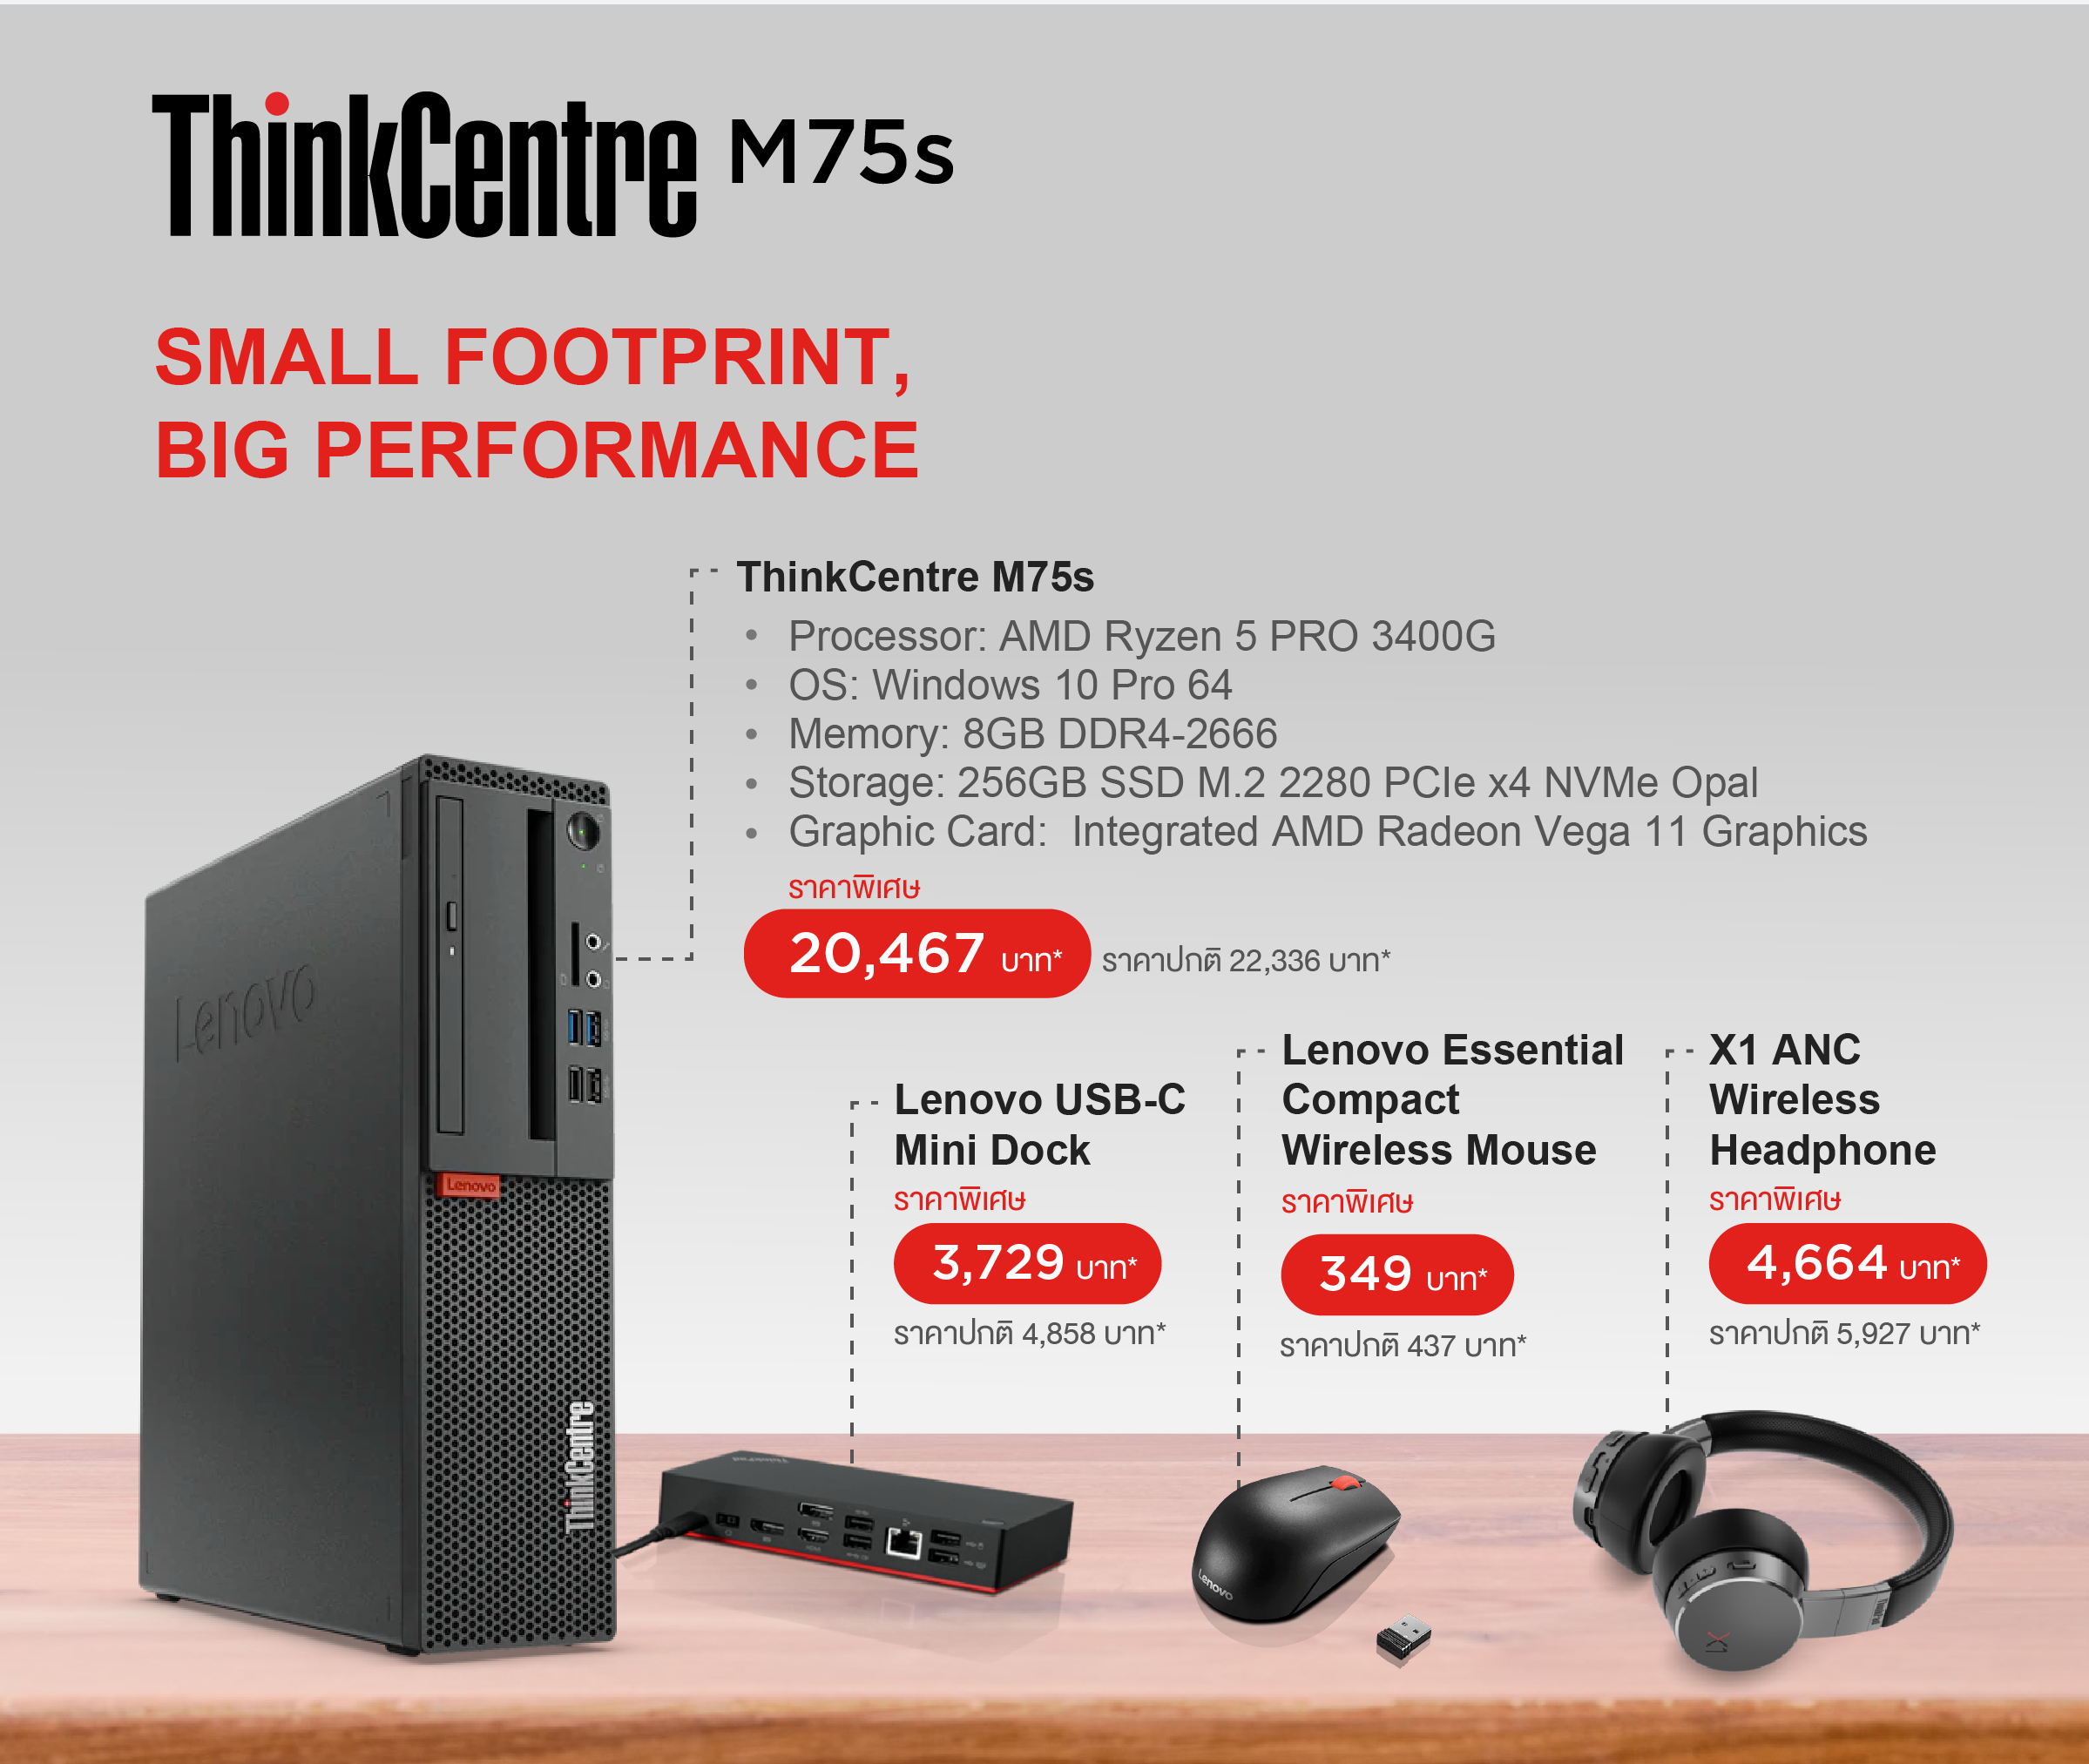 ThinkCentre M75s
SMALL FOOTPRINT,
BIG PERFORMANCE
ThinkCentre M75s
• Processor: AMD Ryzen 5 PRO 3400G
• OS: Windows 10 Pro 64
• Memory: 8GB DDR4-2666
• Storage: 256GB SSD M.2 2280 PCIe x4 NVMe Opal
• Graphic Card: Integrated AMD Radeon Vega 11 Graphics
ราคาพิเศษ
20,467 บาท* ราคาปกติ 22,336 บาท*
Lenovo USB-C
Mini Dock
ราคาพิเศษ
3,729 บาท*
ราคาปกติ 4,858 บาท*
Lenovo Essential
Compact
Wireless Mouse
ราคาพิเศษ
349 บาท*
ราคาปกติ 437 บาท*
X1 ANC
Wireless
Headphone
ราคาพิเศษ
4,664 บาท*
ราคาปกติ 5,927 บาท*
Lenovo
Lenovo
ThinkCentre
Lenovo
X1